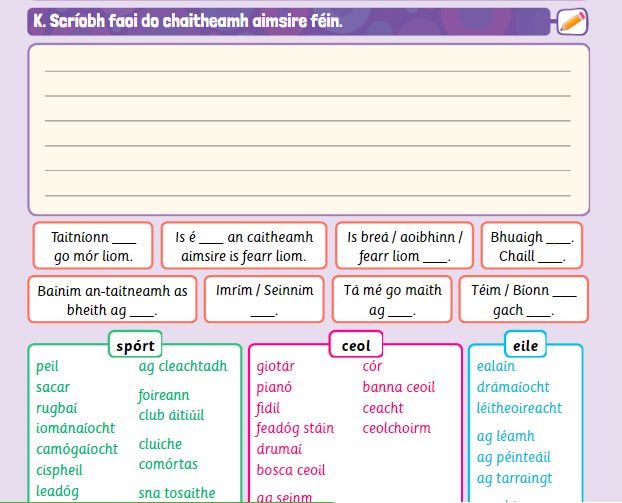 K. Scríobh faoi do chaitheamh aimsire féin.
Taitníonn ____
go mór liom.
Is é ____ an caitheamh
aimsire is fearr liom.
Is breá / aoibhinn /
fearr liom ____.
Bhuaigh ____.
Chaill ____.
Bainim an-taitneamh as
bheith ag ____.
Imrím / Seinnim
____.
Tá mé go maith
ag ____.
Téim / Bíonn ____
gach ____.
spórt
peil
sacar
rugbaí
iománaíocht
camógaíocht
cispheil
leadóg
ag cleachtadh
foireann
club áitiúil
cluiche
comórtas
sna tosaithe
ceol
giotár
pianó
fidil
feadóg stáin
drumaí
bosca ceoil
ag seinm
cór
banna ceoil
ceacht
ceolchoirm
eile
ealaín
drámaíocht
léitheoireacht
ag léamh
ag péinteáil
ag tarraingt